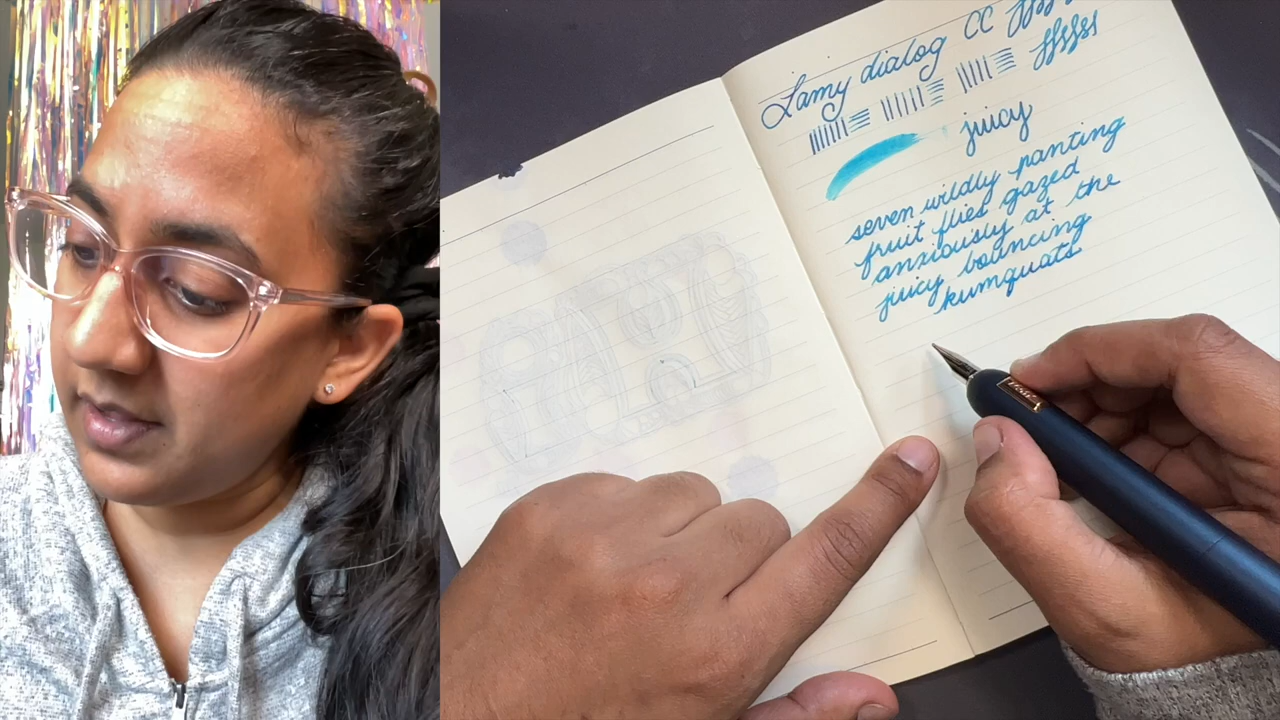 Lamy dialog CC
juicy
seven wildly panting
fruit flies gazed
anxiously at the
juicy bouncing
kumquats